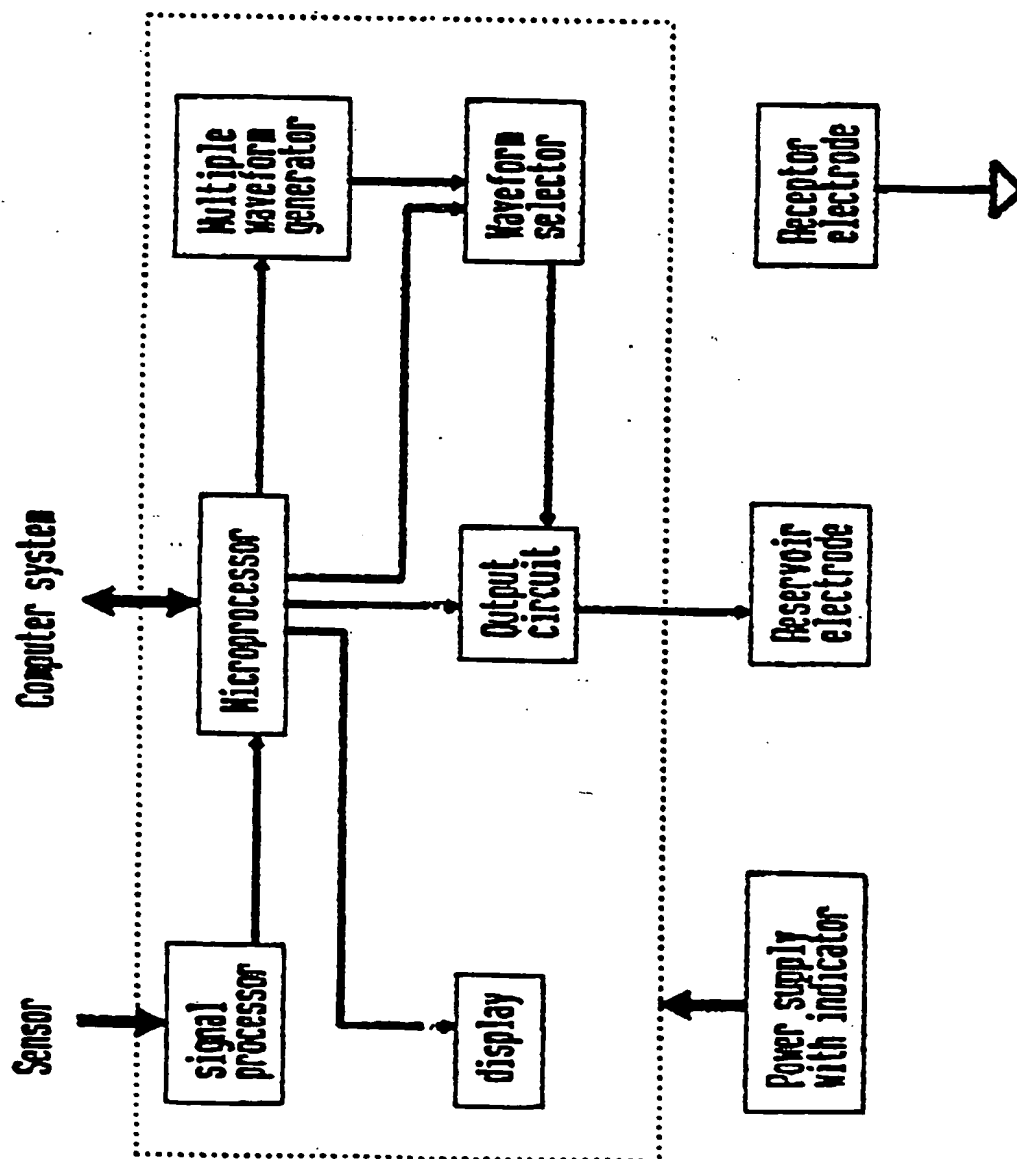 Sensor
Computer system
signal
processor
Microprocessor
Multiple
waveform
generator
display
Output
circuit
Waveform
selector
Power supply
with indicator
Reservoir
electrode
Receptor
electrode